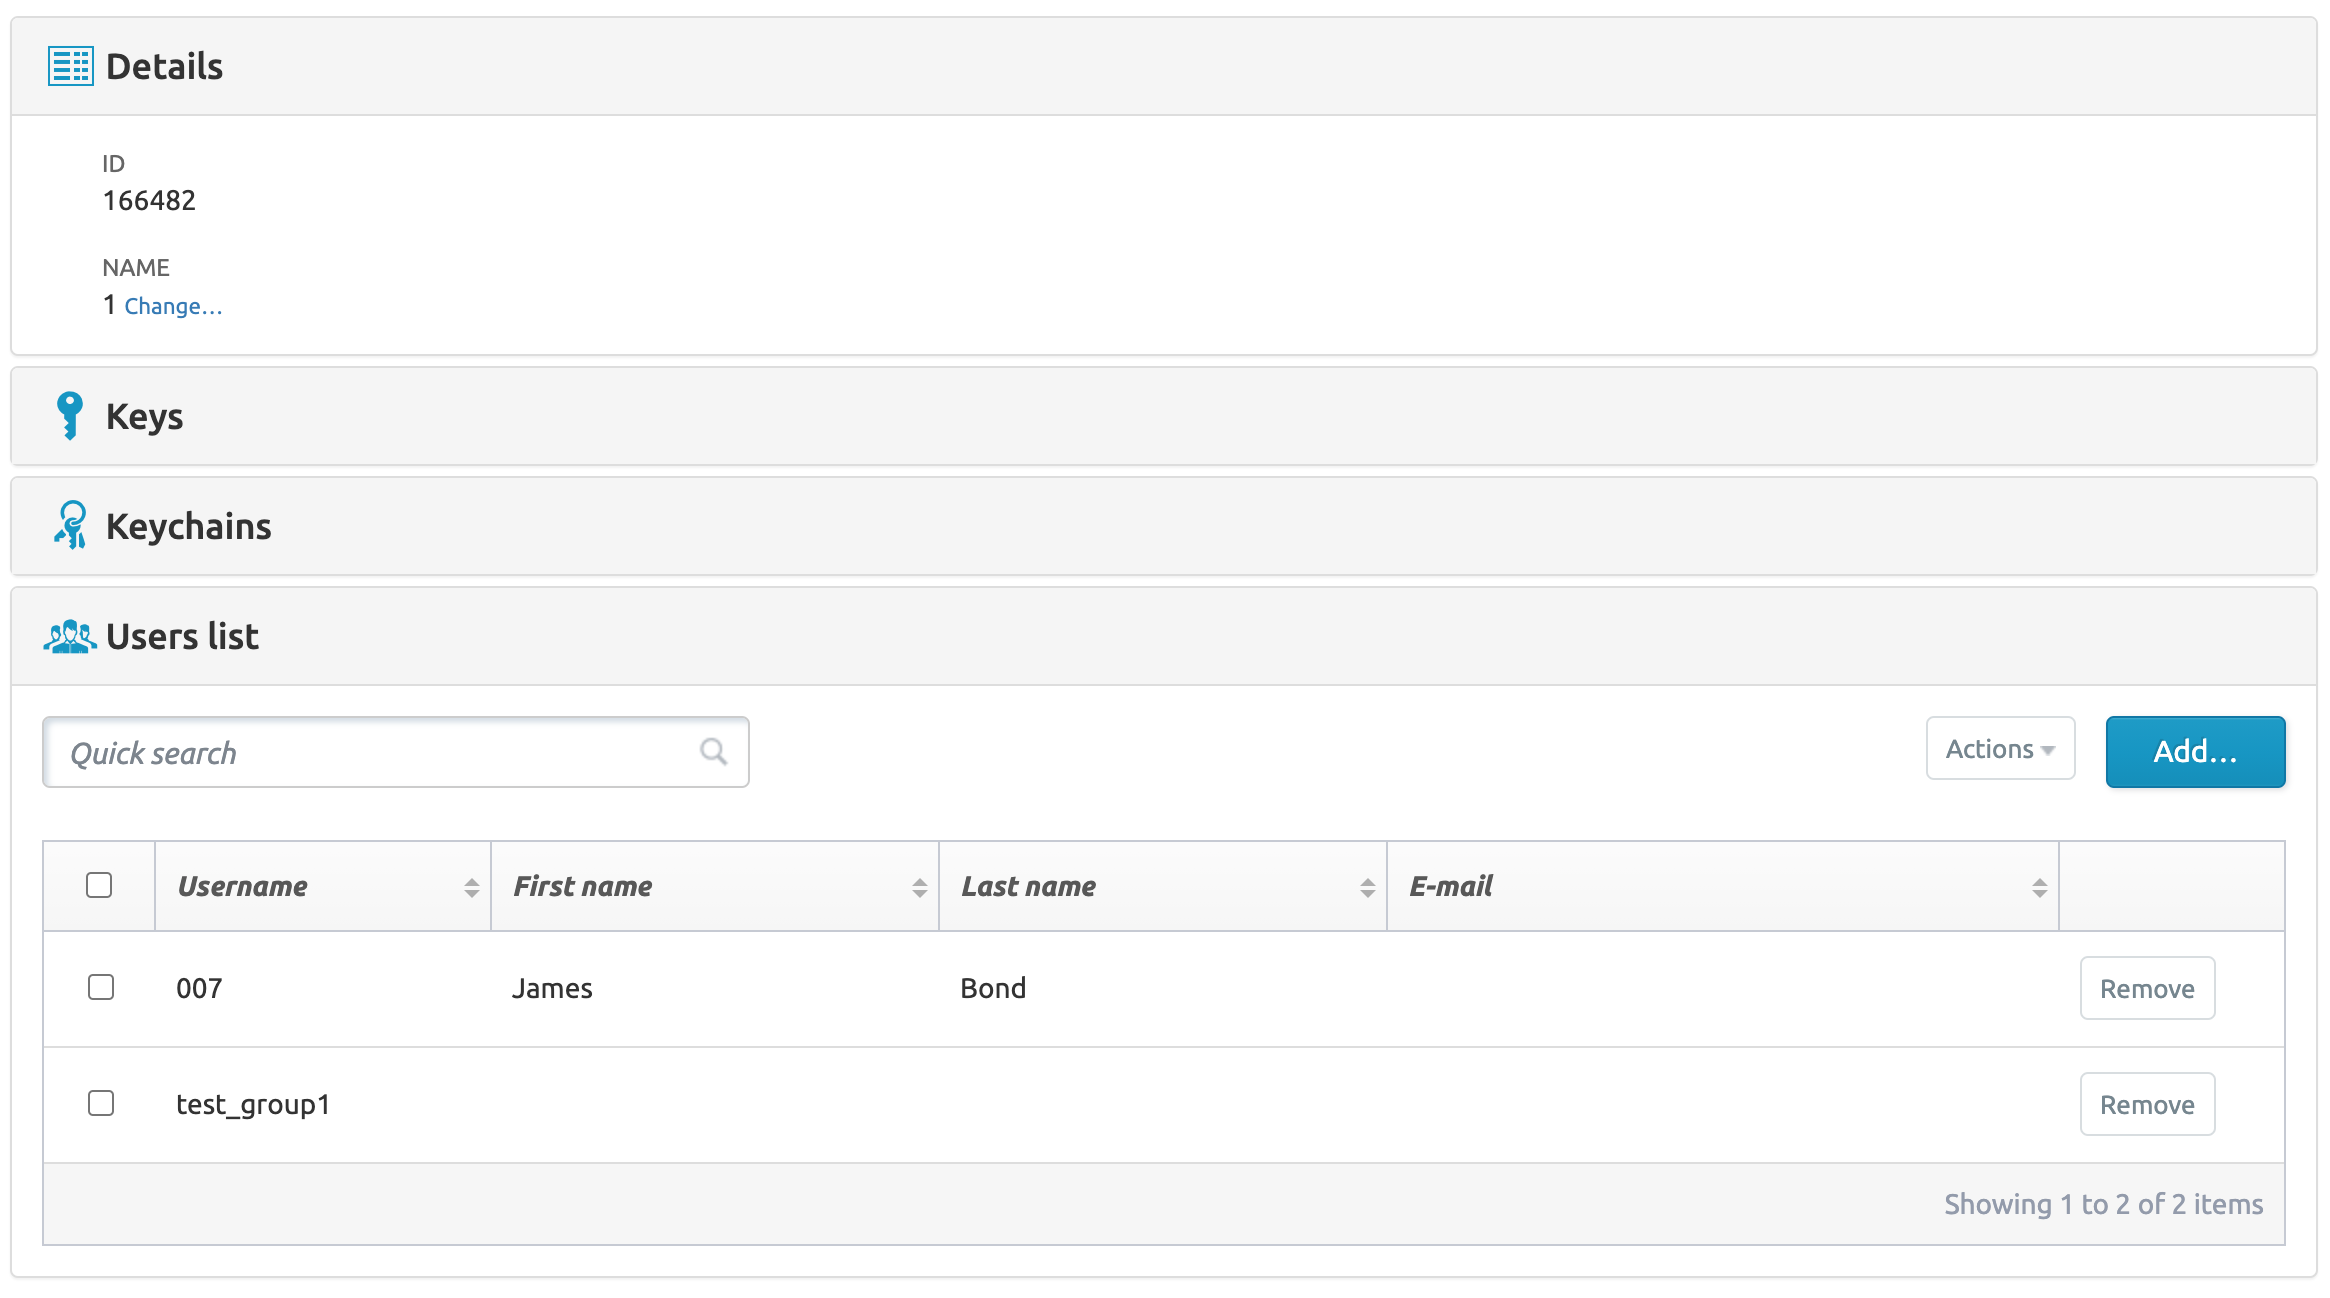 Details
ID
166482
NAME
1 Change...
Keys
Keychains
Users list
Quick search
Actions
Add...
Username First name Last name E-mail
007 James Bond Remove
test_group1 Remove
Showing 1 to 2 of 2 items